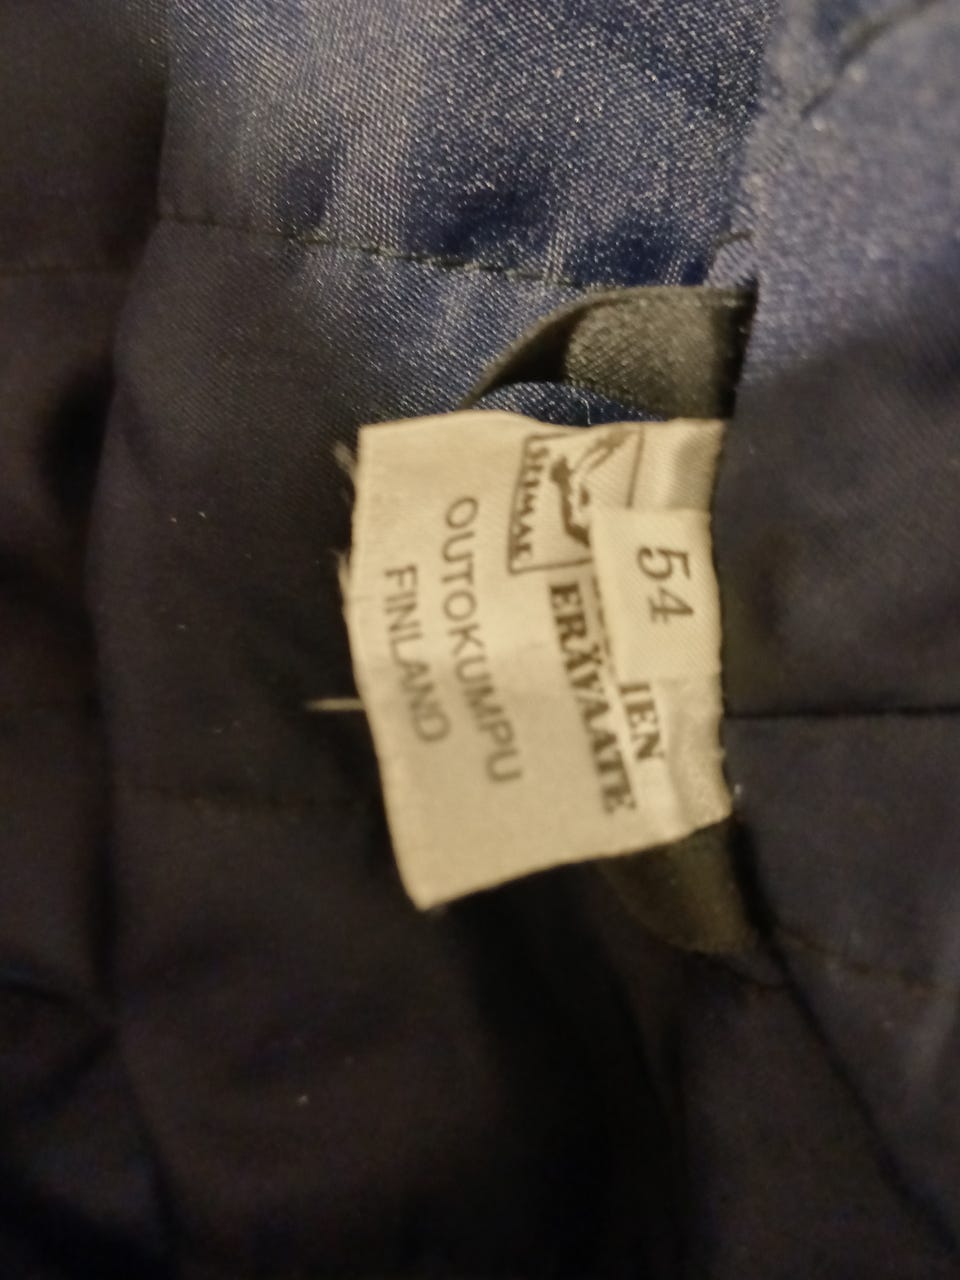 54
IEN
ERÄVAATE
OUTOKUMPU
FINLAND